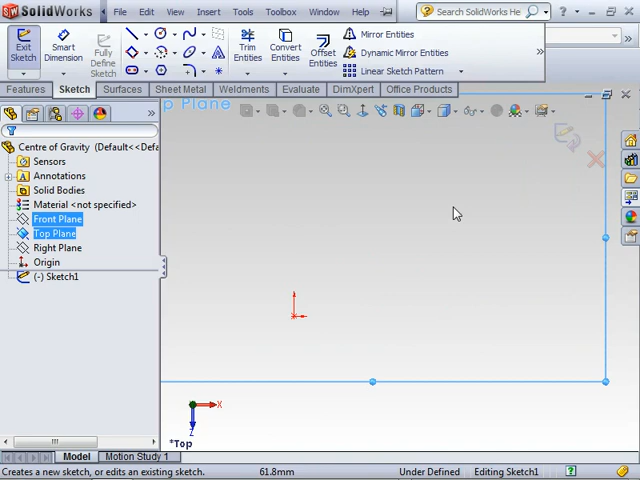 SolidWorks
File
Edit
View
Insert
Tools
Toolbox
Window
Help
Search SolidWorks He
Exit Sketch
Smart Dimension
Fully Define Sketch
Trim Entities
Convert Entities
Offset Entities
Mirror Entities
Dynamic Mirror Entities
Linear Sketch Pattern
Features
Sketch
Surfaces
Sheet Metal
Weldments
Evaluate
DimXpert
Office Products
p Plane
Centre of Gravity (Default<<Defa
Sensors
Annotations
Solid Bodies
Material <not specified>
Front Plane
Top Plane
Right Plane
Origin
(-) Sketch1
X
Z
*Top
Model
Motion Study 1
Creates a new sketch, or edits an existing sketch.
61.8mm
Under Defined
Editing Sketch1